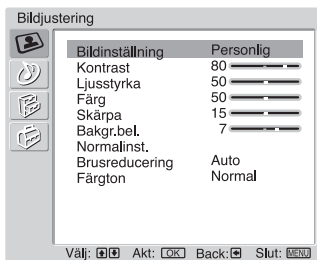 Bildjustering
Bildinställning Personlig
Kontrast 80
Ljusstyrka 50
Färg 50
Skärpa 15
Bakgr.bel. 7
Normalinst.
Brusreducering Auto
Färgton Normal
Välj: Akt: OK Back: Slut: MENU